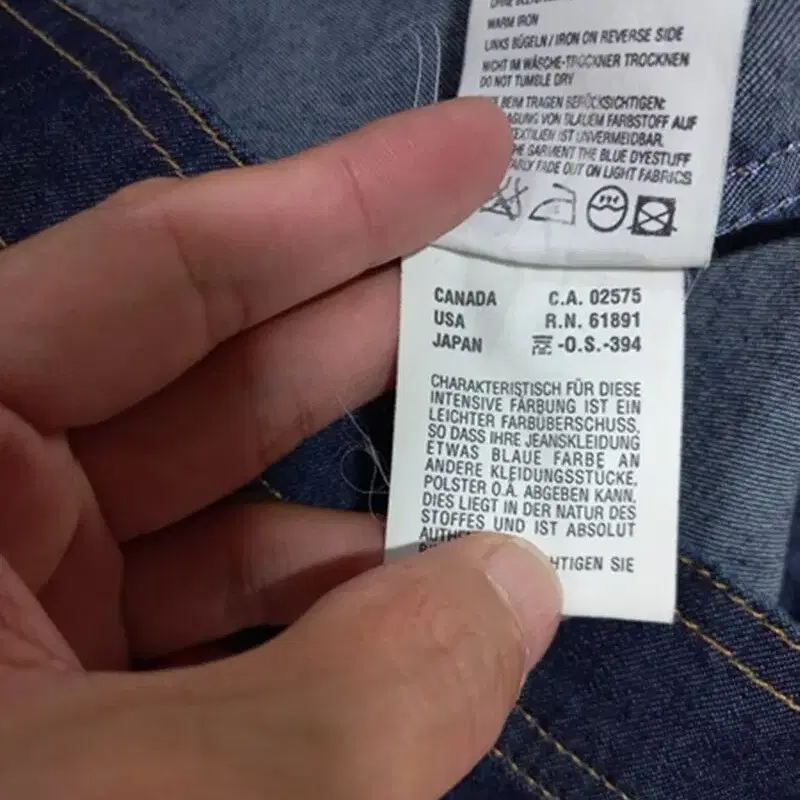 WARM IRON
LINKS BÜGELN / IRON ON REVERSE SIDE
NICHT IM WÄSCHE-TROCKNER TROCKNEN
DO NOT TUMBLE DRY
BEIM TRAGEN BERÜCKSICHTIGEN:
VON BLAUEM FARBSTOFF AUF
TEXTILIEN IST UNVERMEIDBAR.
GARMENT THE BLUE DYESTUFF
FADE OUT ON LIGHT FABRICS
CANADA C.A. 02575
USA R.N. 61891
JAPAN -O.S.-394
CHARAKTERISTISCH FÜR DIESE
INTENSIVE FÄRBUNG IST EIN
LEICHTER FARBÜBERSCHUSS,
SO DASS IHRE JEANSKLEIDUNG
ETWAS BLAUE FARBE AN
ANDERE KLEIDUNGSSTÜCKE,
POLSTER O.Ä. ABGEBEN KANN.
DIES LIEGT IN DER NATUR DES
STOFFES UND IST ABSOLUT
SIE